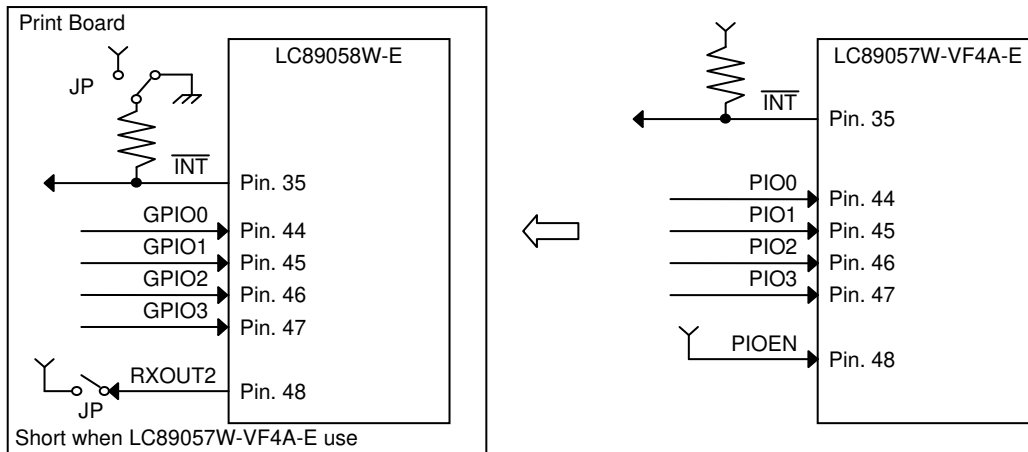 Print Board
LC89058W-E
JP
INT
Pin. 35
GPIO0
Pin. 44
GPIO1
Pin. 45
GPIO2
Pin. 46
GPIO3
Pin. 47
RXOUT2
Pin. 48
JP
Short when LC89057W-VF4A-E use
LC89057W-VF4A-E
INT
Pin. 35
PIO0
Pin. 44
PIO1
Pin. 45
PIO2
Pin. 46
PIO3
Pin. 47
PIOEN
Pin. 48